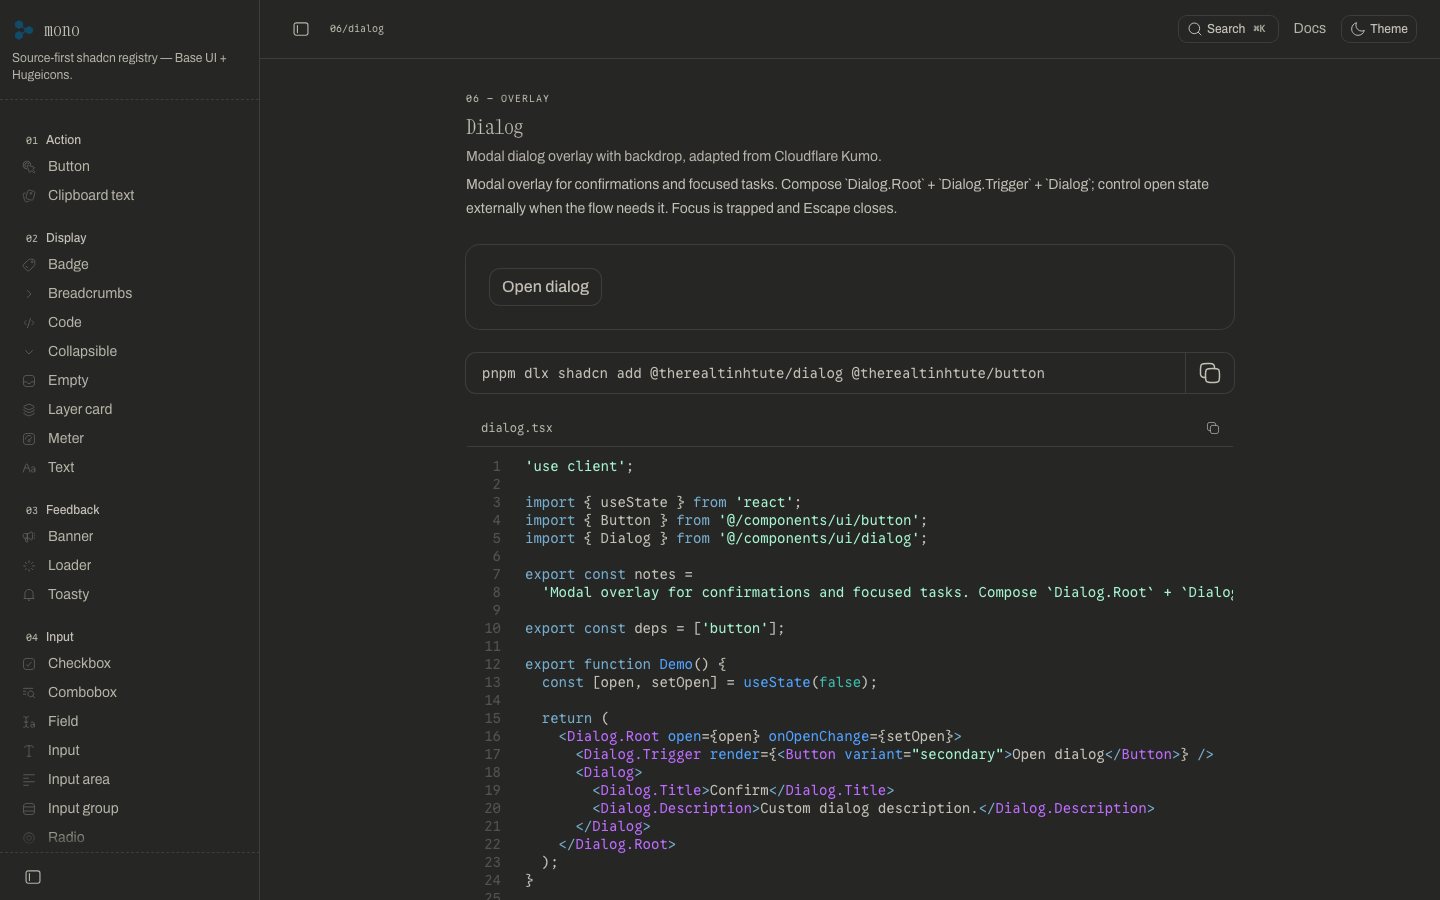 mono
Source-first shadcn registry — Base UI +
Hugeicons.
01 Action
Button
Clipboard text
02 Display
Badge
Breadcrumbs
Code
Collapsible
Empty
Layer card
Meter
Aa Text
03 Feedback
Banner
Loader
Toasty
04 Input
Checkbox
Combobox
Field
Input
Input area
Input group
Radio
06/dialog
Search ⌘K
Docs
Theme
06 — OVERLAY
Dialog
Modal dialog overlay with backdrop, adapted from Cloudflare Kumo.
Modal overlay for confirmations and focused tasks. Compose `Dialog.Root` + `Dialog.Trigger` + `Dialog`; control open state
externally when the flow needs it. Focus is trapped and Escape closes.
Open dialog
pnpm dlx shadcn add @therealtinhtute/dialog @therealtinhtute/button
dialog.tsx
1 'use client';
2
3 import { useState } from 'react';
4 import { Button } from '@/components/ui/button';
5 import { Dialog } from '@/components/ui/dialog';
6
7 export const notes =
8 'Modal overlay for confirmations and focused tasks. Compose `Dialog.Root` + `Dialog
9
10 export const deps = ['button'];
11
12 export function Demo() {
13 const [open, setOpen] = useState(false);
14
15 return (
16 <Dialog.Root open={open} onOpenChange={setOpen}>
17 <Dialog.Trigger render={<Button variant="secondary">Open dialog</Button>} />
18 <Dialog>
19 <Dialog.Title>Confirm</Dialog.Title>
20 <Dialog.Description>Custom dialog description.</Dialog.Description>
21 </Dialog>
22 </Dialog.Root>
23 );
24 }
25